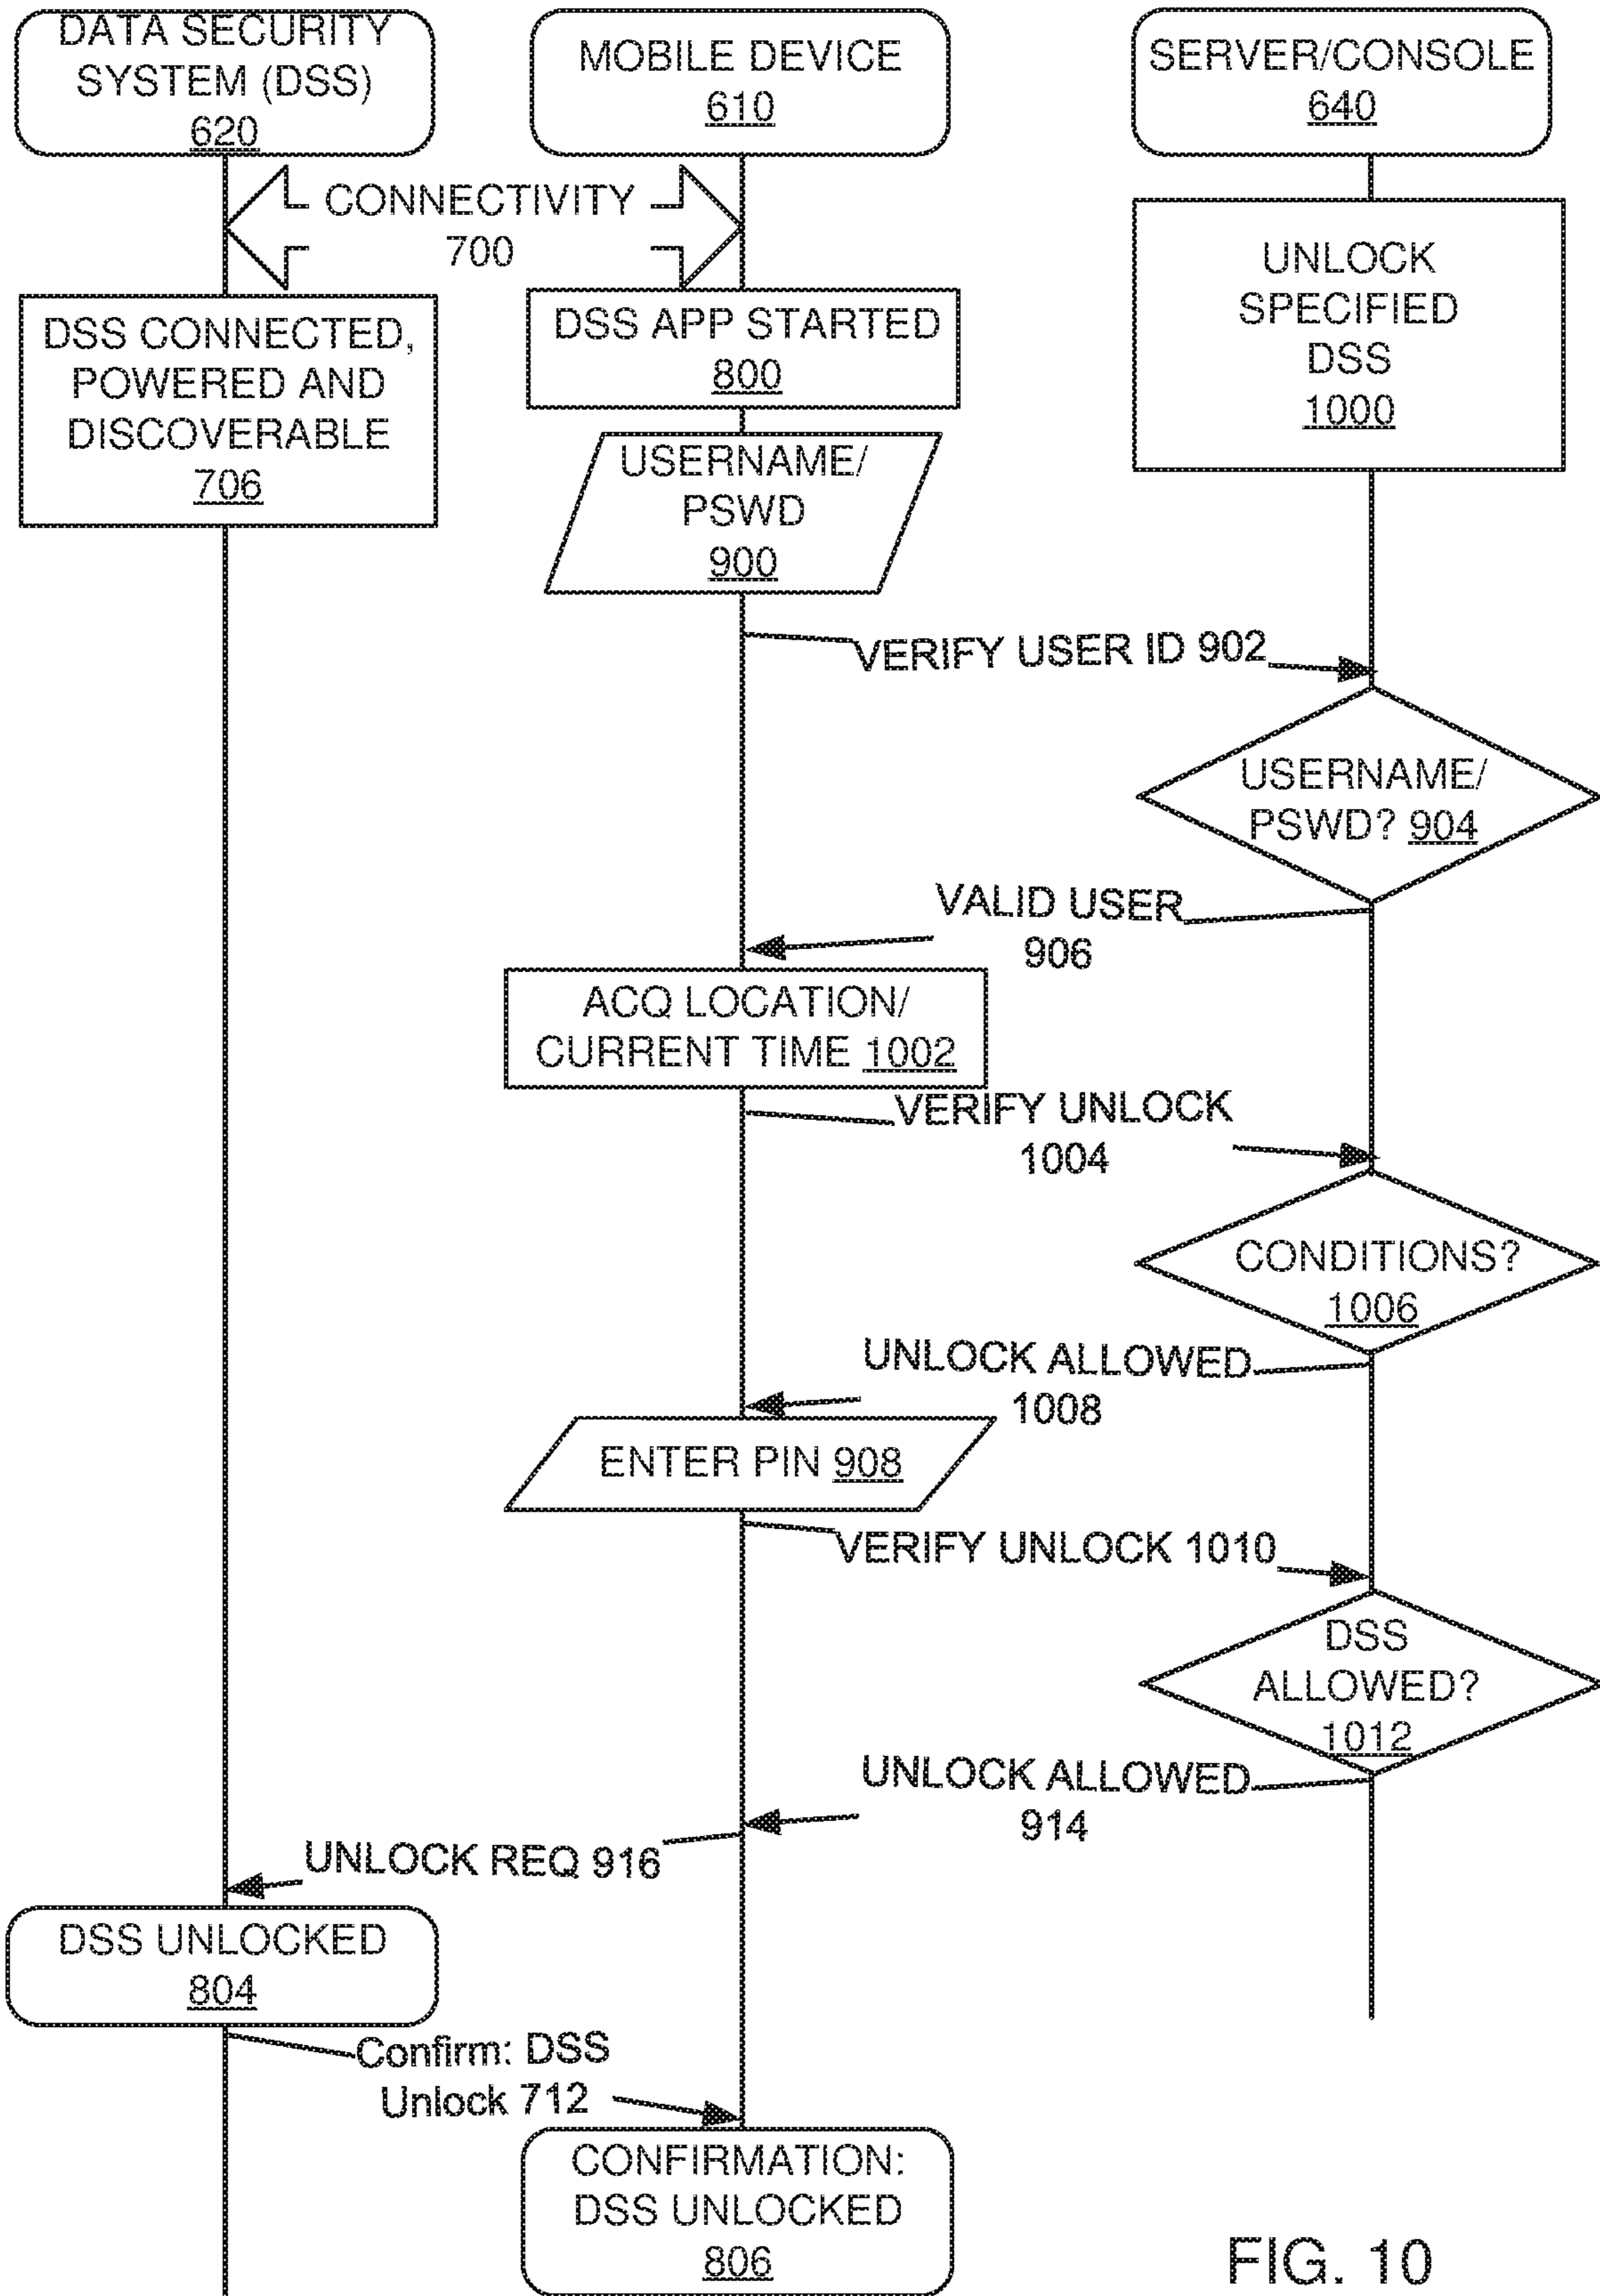 DATA SECURITY
SYSTEM (DSS)
620
MOBILE DEVICE
610
SERVER/CONSOLE
640
CONNECTIVITY
700
DSS CONNECTED,
POWERED AND
DISCOVERABLE
706
DSS APP STARTED
800
UNLOCK
SPECIFIED
DSS
1000
USERNAME/
PSWD
900
VERIFY USER ID 902
USERNAME/
PSWD? 904
VALID USER
906
ACQ LOCATION/
CURRENT TIME 1002
VERIFY UNLOCK
1004
CONDITIONS?
1006
UNLOCK ALLOWED
1008
ENTER PIN 908
VERIFY UNLOCK 1010
DSS
ALLOWED?
1012
UNLOCK ALLOWED
914
UNLOCK REQ 916
DSS UNLOCKED
804
Confirm: DSS
Unlock 712
CONFIRMATION:
DSS UNLOCKED
806
FIG. 10